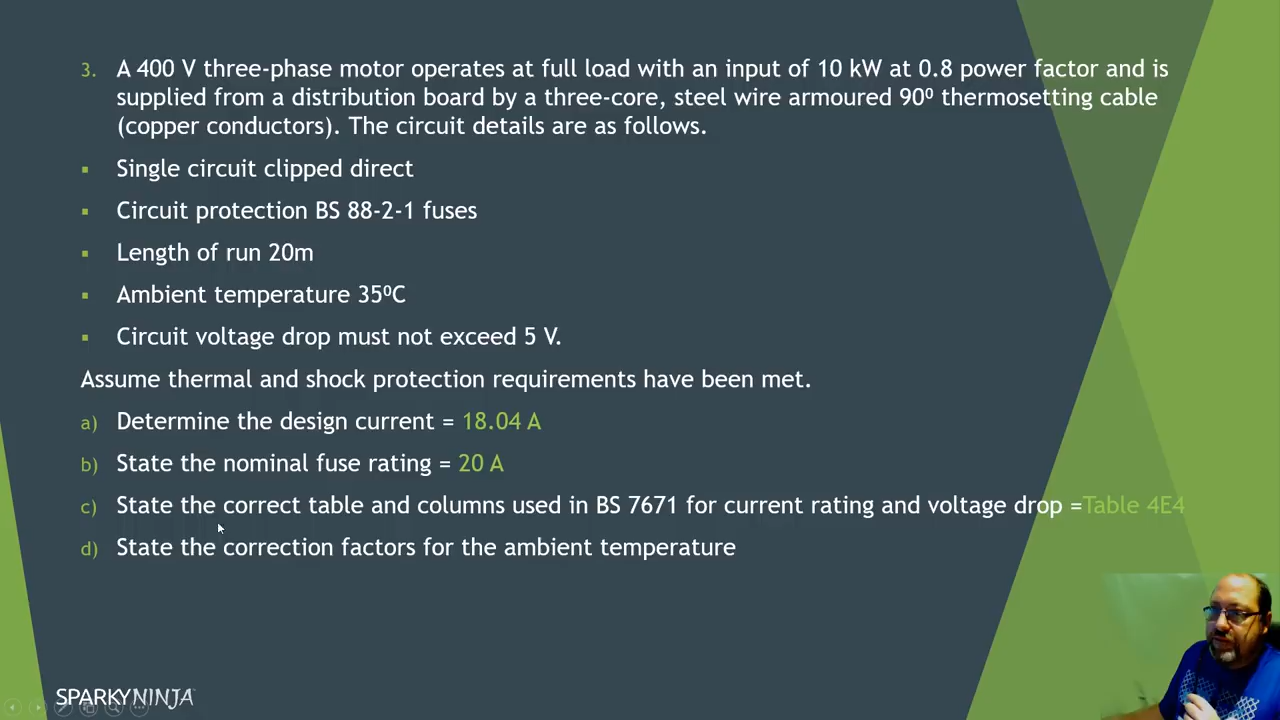 3. A 400 V three-phase motor operates at full load with an input of 10 kW at 0.8 power factor and is
supplied from a distribution board by a three-core, steel wire armoured 90⁰ thermosetting cable
(copper conductors). The circuit details are as follows.
▪ Single circuit clipped direct
▪ Circuit protection BS 88-2-1 fuses
▪ Length of run 20m
▪ Ambient temperature 35⁰C
▪ Circuit voltage drop must not exceed 5 V.
Assume thermal and shock protection requirements have been met.
a) Determine the design current = 18.04 A
b) State the nominal fuse rating = 20 A
c) State the correct table and columns used in BS 7671 for current rating and voltage drop =Table 4E4
d) State the correction factors for the ambient temperature
SPARKYNINJA